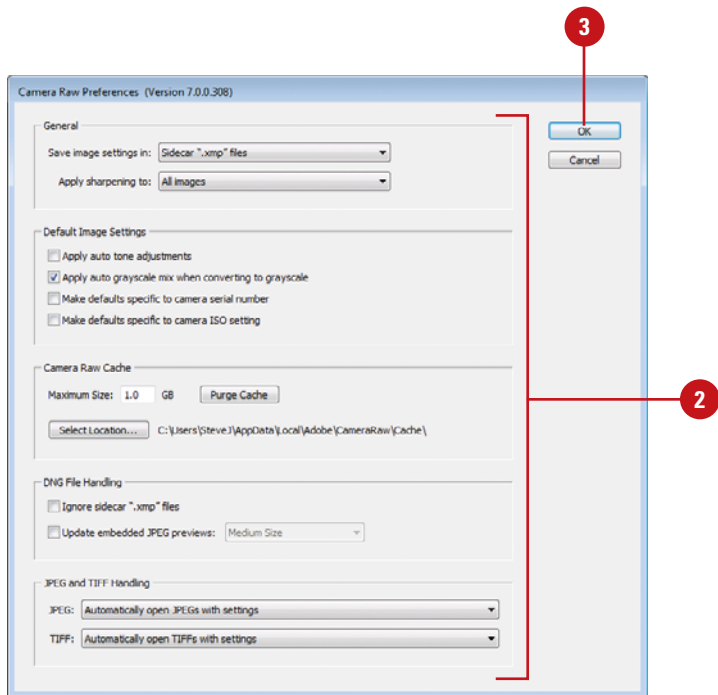 3
Camera Raw Preferences (Version 7.0.0.308)
General
Save image settings in: Sidecar ".xmp" files
Apply sharpening to: All images
OK
Cancel
Default Image Settings
Apply auto tone adjustments
Apply auto grayscale mix when converting to grayscale
Make defaults specific to camera serial number
Make defaults specific to camera ISO setting
Camera Raw Cache
Maximum Size: 1.0 GB Purge Cache
Select Location... C:\Users\SteveJ\AppData\Local\Adobe\CameraRaw\Cache\
2
DNG File Handling
Ignore sidecar ".xmp" files
Update embedded JPEG previews: Medium Size
JPEG and TIFF Handling
JPEG: Automatically open JPEGs with settings
TIFF: Automatically open TIFFs with settings